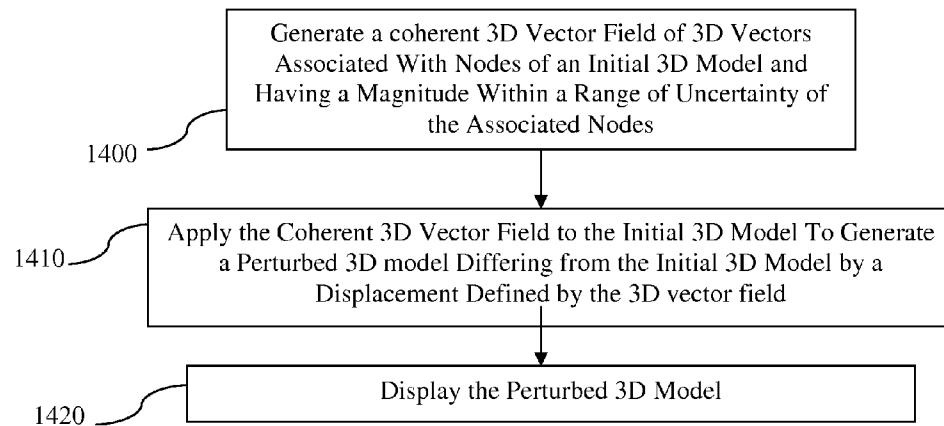 Generate a coherent 3D Vector Field of 3D Vectors
Associated With Nodes of an Initial 3D Model and
Having a Magnitude Within a Range of Uncertainty of
the Associated Nodes
1400
Apply the Coherent 3D Vector Field to the Initial 3D Model To Generate
a Perturbed 3D model Differing from the Initial 3D Model by a
Displacement Defined by the 3D vector field
1410
Display the Perturbed 3D Model
1420